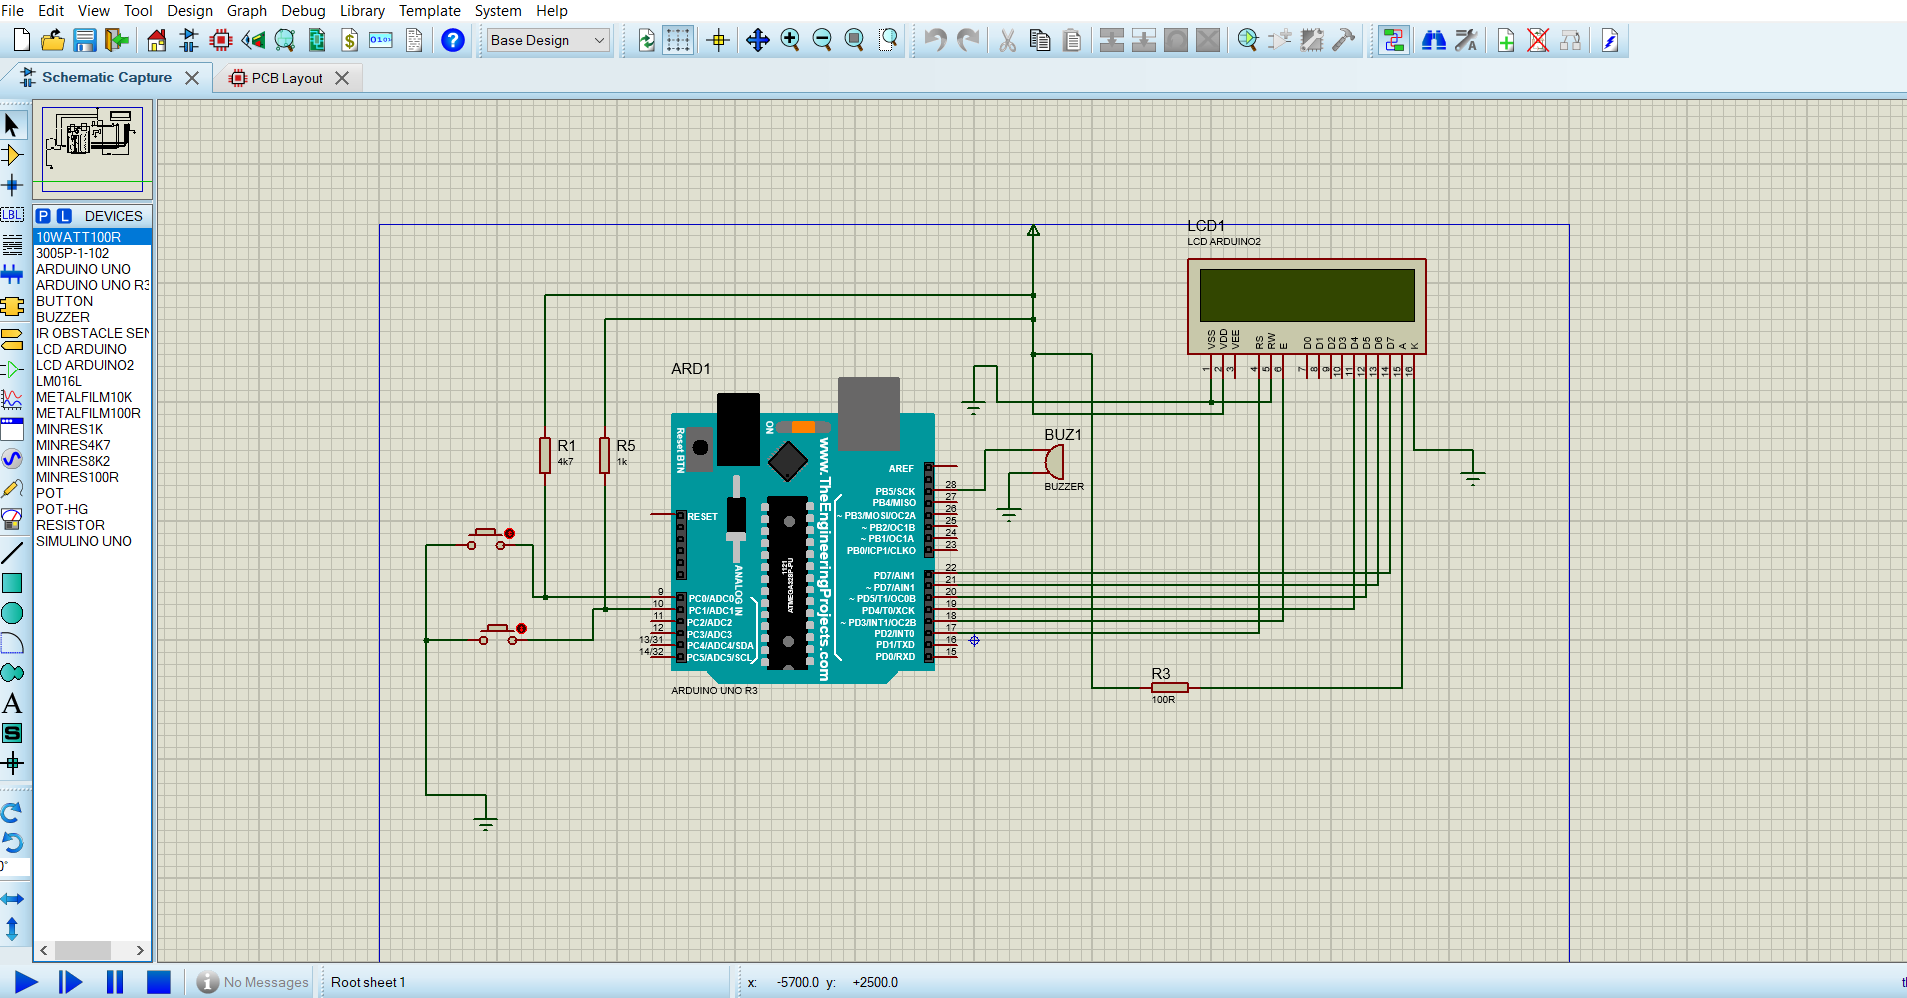 File Edit View Tool Design Graph Debug Library Template System Help
Base Design
Schematic Capture
PCB Layout
P L DEVICES
10WATT100R
3005P-1-102
ARDUINO UNO
ARDUINO UNO R3
BUTTON
BUZZER
IR OBSTACLE SEN
LCD ARDUINO
LCD ARDUINO2
LM016L
METALFILM10K
METALFILM100R
MINRES1K
MINRES4K7
MINRES8K2
MINRES100R
POT
POT-HG
RESISTOR
SIMULINO UNO
LBL
A
S
0°
LCD1
LCD ARDUINO2
VSS VDD VEE RS RW E D0 D1 D2 D3 D4 D5 D6 D7 A K
1 2 3 4 5 6 7 8 9 10 11 12 13 14 15 16
ARD1
R1
4k7
R5
1k
Reset BTN
ON
www.TheEngineeringProjects.com
RESET
ANALOG IN
1121
ATMEGA328P-PU
AREF
PB5/SCK 28
PB4/MISO 27
~ PB3/MOSI/OC2A 26
~ PB2/OC1B 25
~ PB1/OC1A 24
PB0/ICP1/CLKO 23
PD7/AIN1 22
~ PD7/AIN1 21
~ PD5/T1/OC0B 20
PD4/T0/XCK 19
~ PD3/INT1/OC2B 18
PD2/INT0 17
PD1/TXD 16
PD0/RXD 15
9 PC0/ADC0
10 PC1/ADC1
11 PC2/ADC2
12 PC3/ADC3
13/31 PC4/ADC4/SDA
14/32 PC5/ADC5/SCL
ARDUINO UNO R3
BUZ1
BUZZER
R3
100R
No Messages
Root sheet 1
x: -5700.0 y: +2500.0